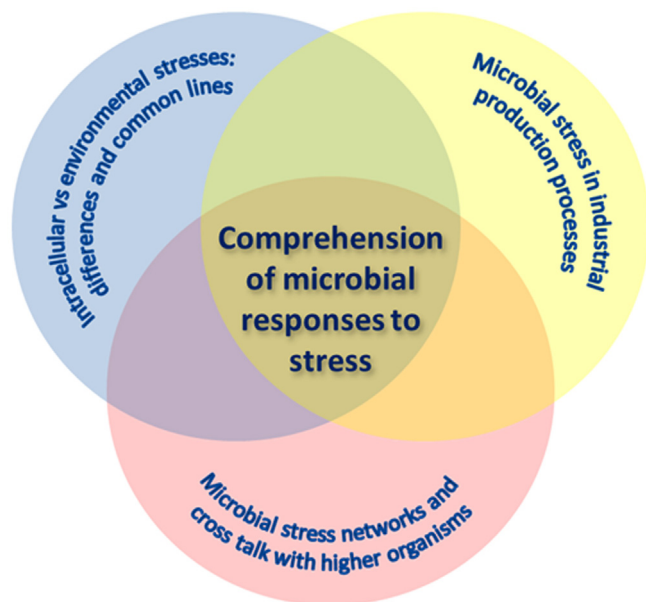 Intracellular vs environmental stresses:
differences and common lines
Microbial stress in industrial
production processes
Comprehension
of microbial
responses to
stress
Microbial stress networks and
cross talk with higher organisms